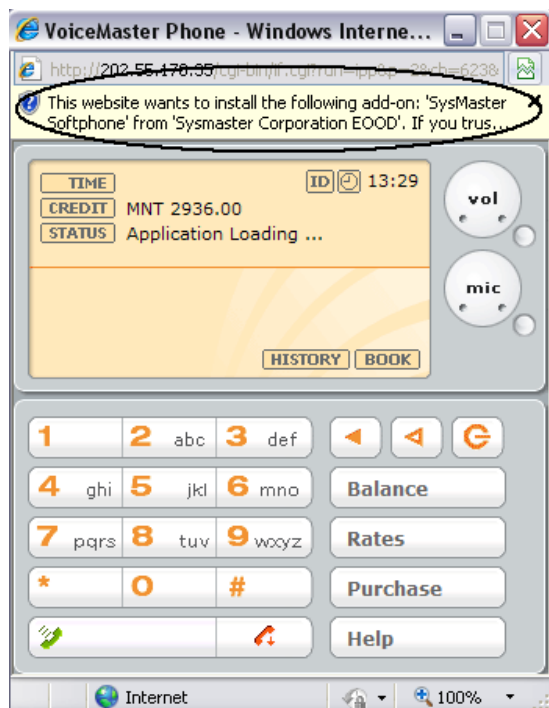 VoiceMaster Phone - Windows Interne...
This website wants to install the following add-on: 'SysMaster
Softphone' from 'Sysmaster Corporation EOOD'. If you trus...
TIME ID 13:29
CREDIT MNT 2936.00
STATUS Application Loading ...
vol
mic
HISTORY BOOK
1 2 abc 3 def
4 ghi 5 jkl 6 mno Balance
7 pqrs 8 tuv 9 wxyz Rates
* 0 # Purchase
Help
Internet 100%